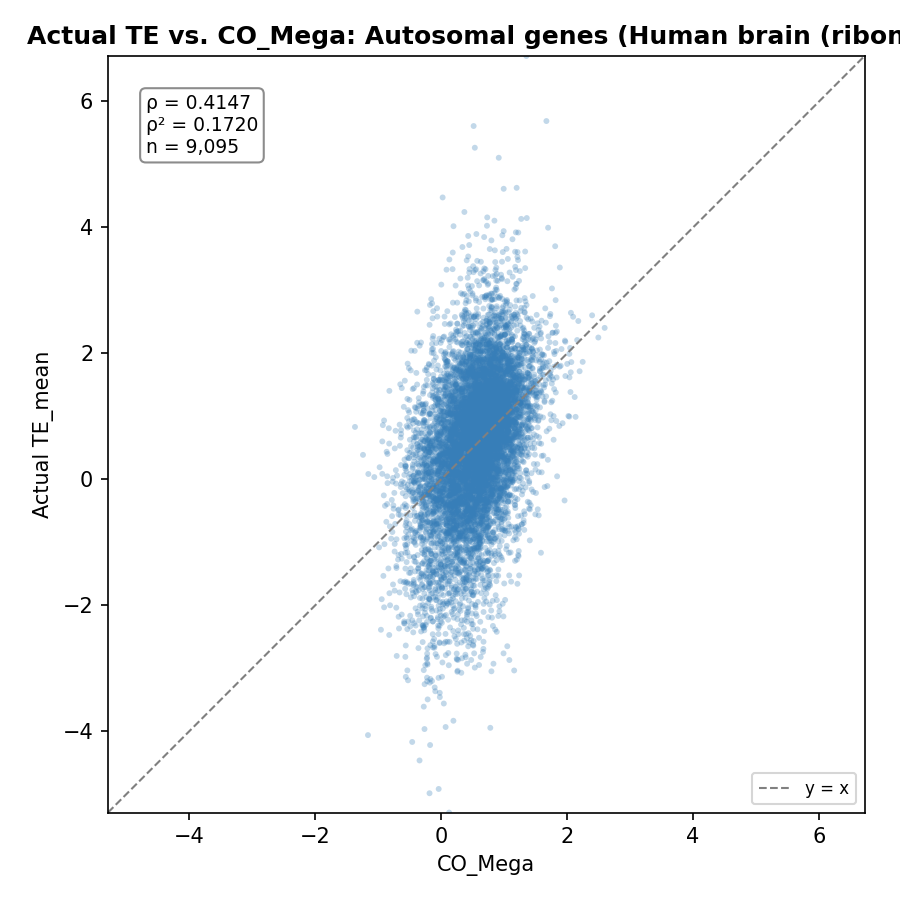 Actual TE vs. CO_Mega: Autosomal genes (Human brain (ribon
ρ = 0.4147
ρ² = 0.1720
n = 9,095
6
4
2
0
−2
−4
Actual TE_mean
y = x
−4
−2
0
2
4
6
CO_Mega